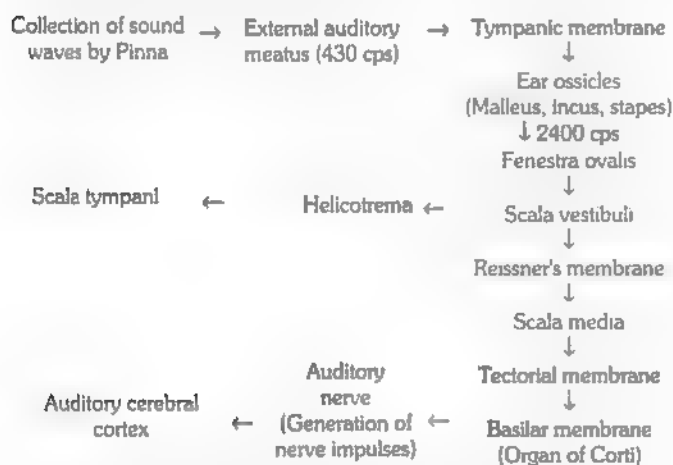 Collection of sound → External auditory → Tympanic membrane
waves by Pinna meatus (430 cps)
↓
Ear ossicles
(Malleus, incus, stapes)
↓ 2400 cps
Fenestra ovalis
↓
Scala tympani ← Helicotrema ← Scala vestibuli
↓
Reissner's membrane
↓
Scala media
↓
Tectorial membrane
↓
Basilar membrane
(Organ of Corti)
←
Auditory
nerve
(Generation of
nerve impulses)
←
Auditory cerebral
cortex